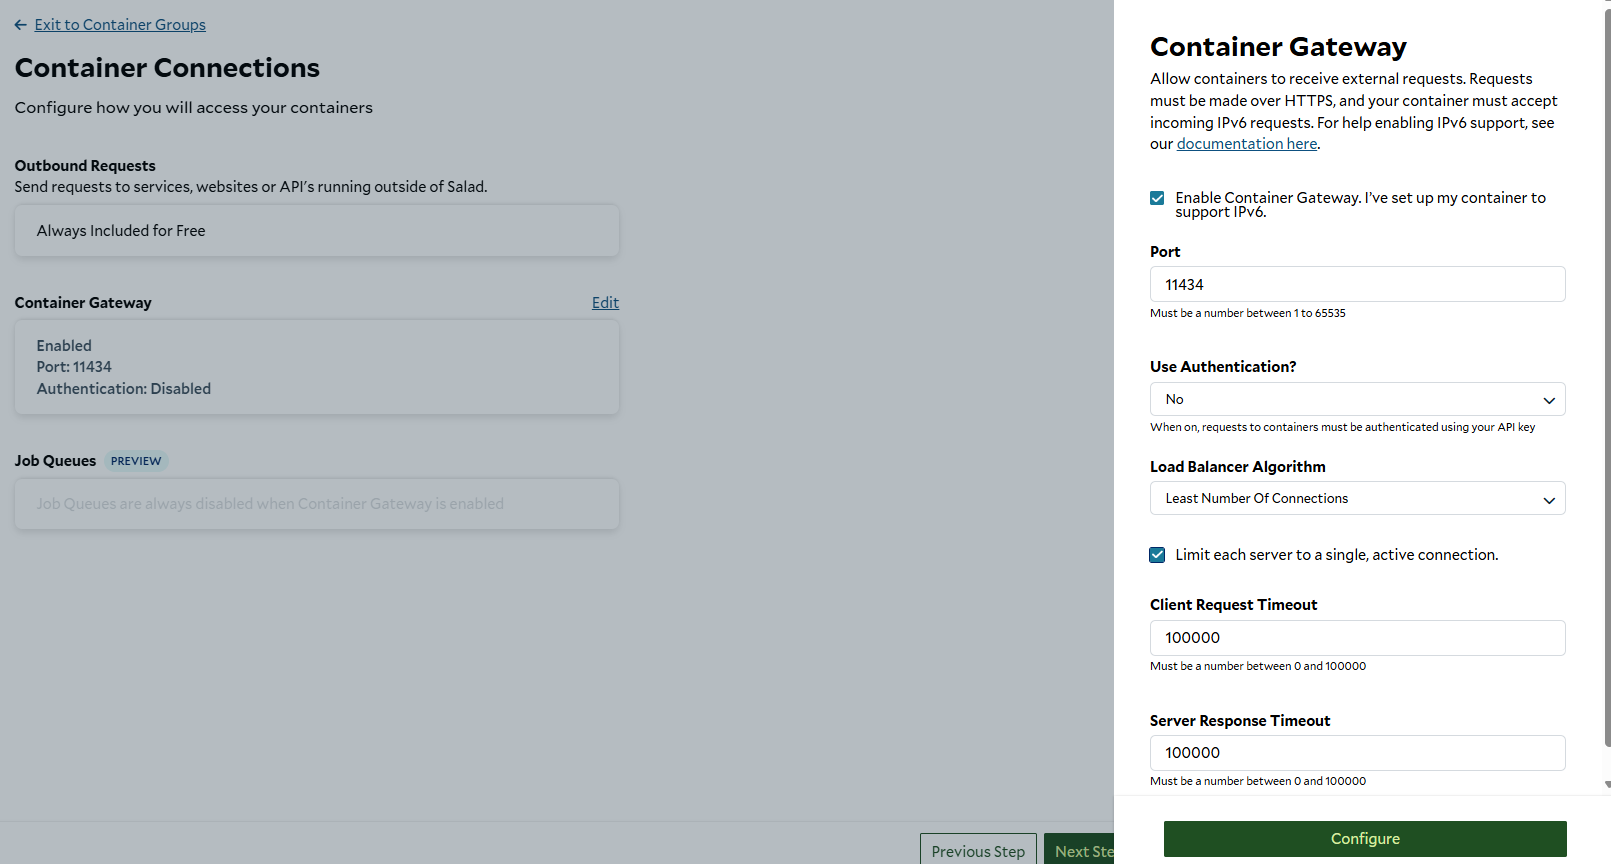 Exit to Container Groups
Container Connections
Configure how you will access your containers
Outbound Requests
Send requests to services, websites or API's running outside of Salad.
Always Included for Free
Container Gateway
Edit
Enabled
Port: 11434
Authentication: Disabled
Job Queues
PREVIEW
Job Queues are always disabled when Container Gateway is enabled
Previous Step
Next Ste
Container Gateway
Allow containers to receive external requests. Requests
must be made over HTTPS, and your container must accept
incoming IPv6 requests. For help enabling IPv6 support, see
our documentation here.
Enable Container Gateway. I've set up my container to
support IPv6.
Port
11434
Must be a number between 1 to 65535
Use Authentication?
No
When on, requests to containers must be authenticated using your API key
Load Balancer Algorithm
Least Number Of Connections
Limit each server to a single, active connection.
Client Request Timeout
100000
Must be a number between 0 and 100000
Server Response Timeout
100000
Must be a number between 0 and 100000
Configure